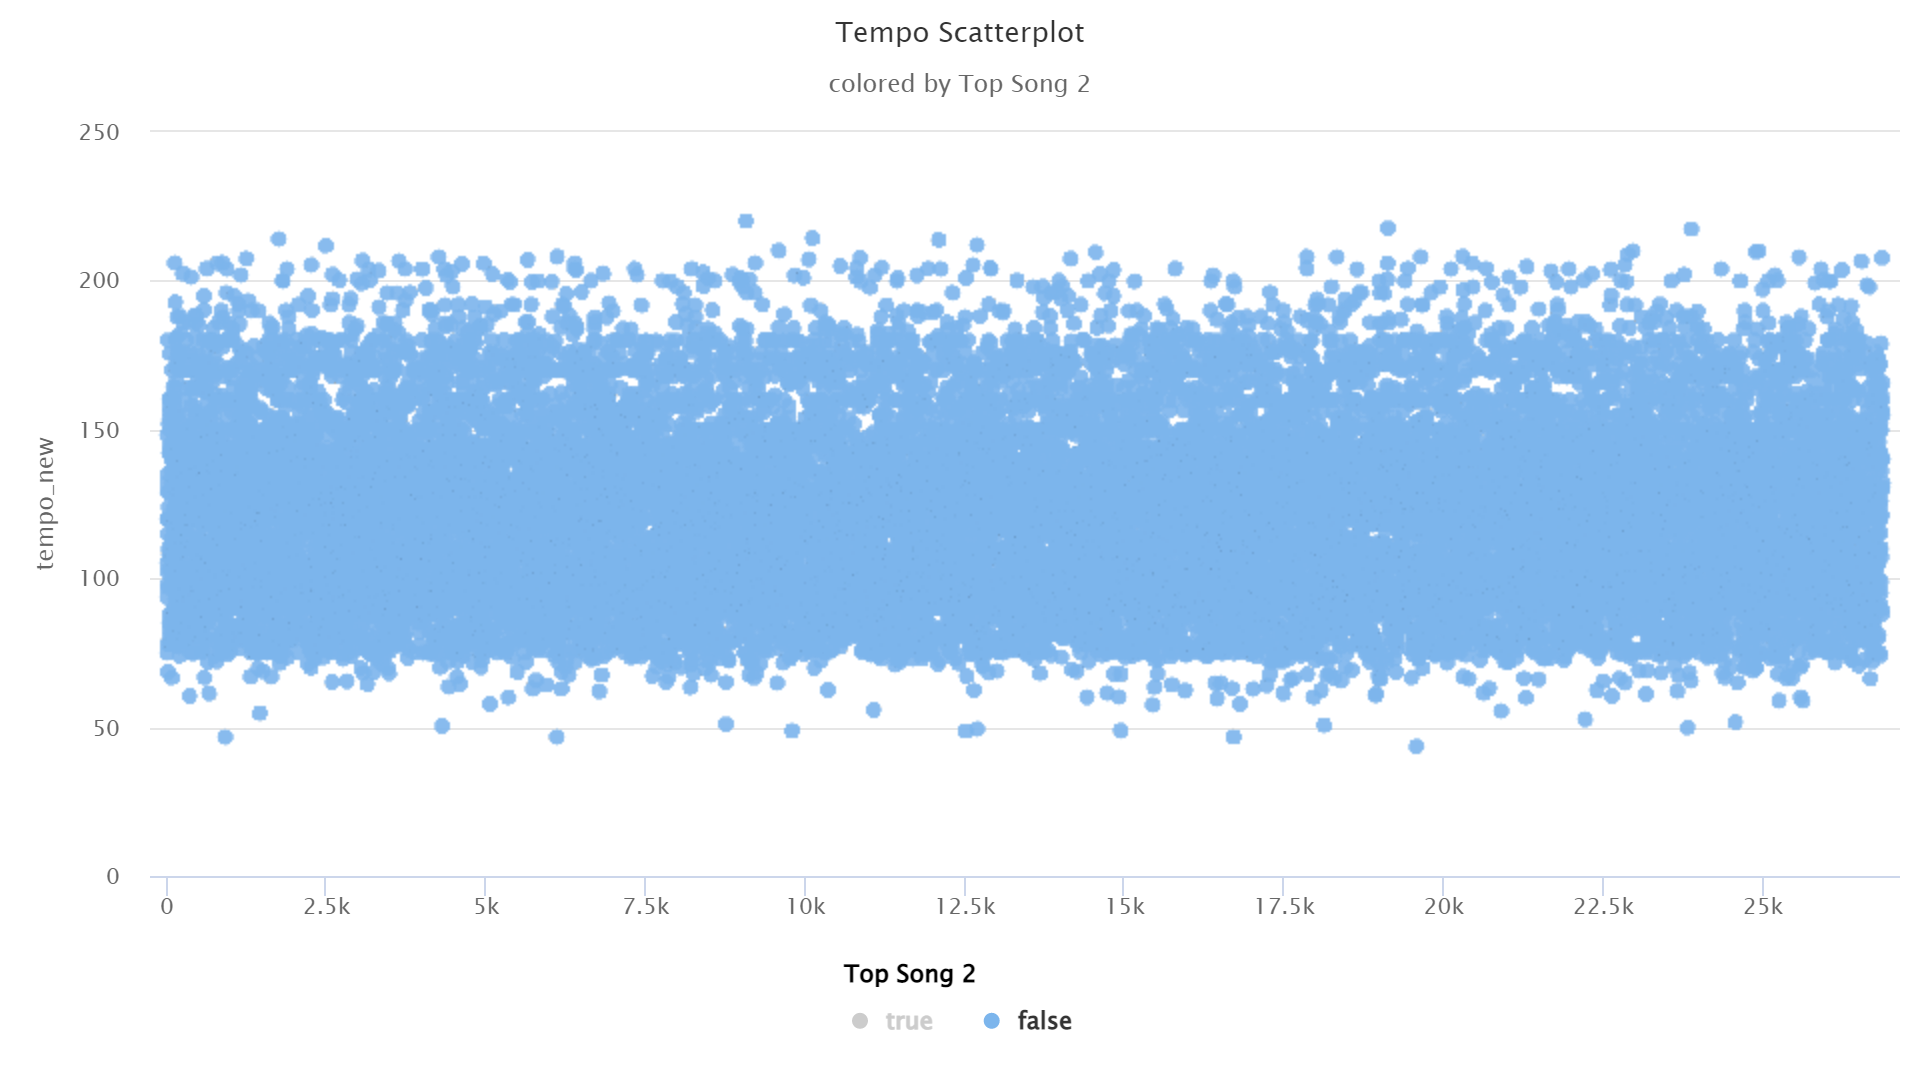 Tempo Scatterplot
colored by Top Song 2
250
200
150
100
50
0
tempo_new
0 2.5k 5k 7.5k 10k 12.5k 15k 17.5k 20k 22.5k 25k
Top Song 2
true false